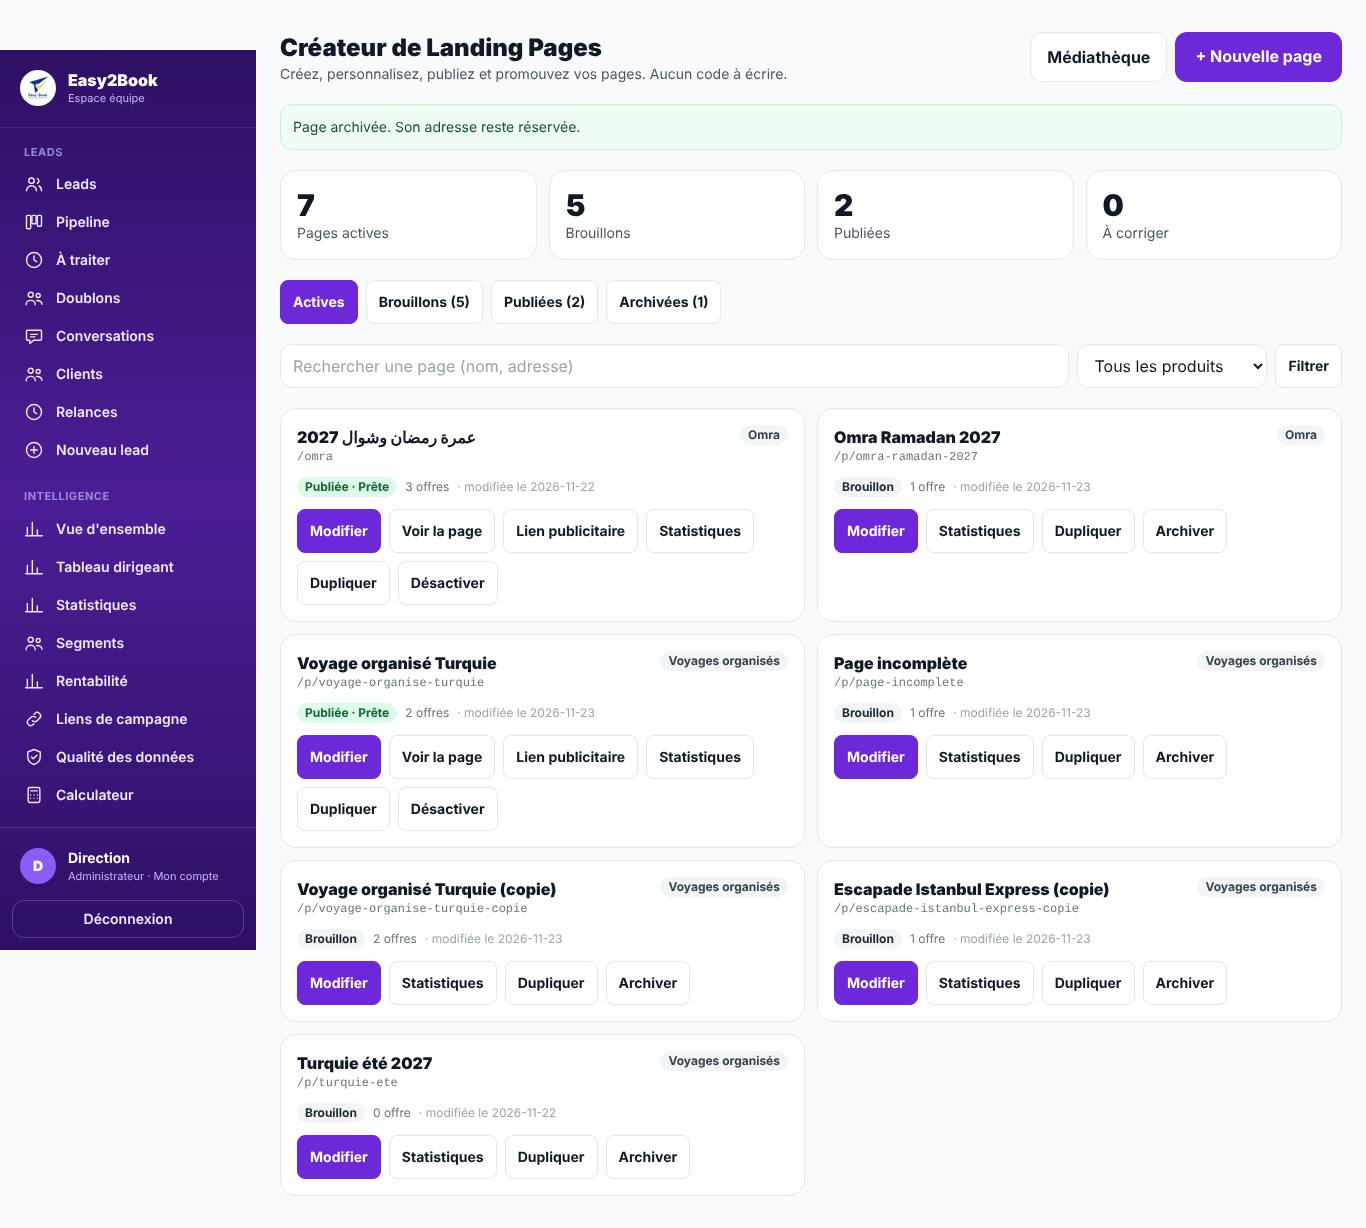 Easy2Book
Espace équipe
LEADS
Leads
Pipeline
À traiter
Doublons
Conversations
Clients
Relances
Nouveau lead
INTELLIGENCE
Vue d'ensemble
Tableau dirigeant
Statistiques
Segments
Rentabilité
Liens de campagne
Qualité des données
Calculateur
D
Direction
Administrateur · Mon compte
Déconnexion
Créateur de Landing Pages
Créez, personnalisez, publiez et promouvez vos pages. Aucun code à écrire.
Médiathèque
+ Nouvelle page
Page archivée. Son adresse reste réservée.
7
Pages actives
5
Brouillons
2
Publiées
0
À corriger
Actives
Brouillons (5)
Publiées (2)
Archivées (1)
Rechercher une page (nom, adresse)
Tous les produits
Filtrer
عمرة رمضان وشوال 2027
Omra
/omra
Publiée · Prête 3 offres · modifiée le 2026-11-22
Modifier
Voir la page
Lien publicitaire
Statistiques
Dupliquer
Désactiver
Omra Ramadan 2027
Omra
/p/omra-ramadan-2027
Brouillon 1 offre · modifiée le 2026-11-23
Modifier
Statistiques
Dupliquer
Archiver
Voyage organisé Turquie
Voyages organisés
/p/voyage-organise-turquie
Publiée · Prête 2 offres · modifiée le 2026-11-23
Modifier
Voir la page
Lien publicitaire
Statistiques
Dupliquer
Désactiver
Page incomplète
Voyages organisés
/p/page-incomplete
Brouillon 1 offre · modifiée le 2026-11-23
Modifier
Statistiques
Dupliquer
Archiver
Voyage organisé Turquie (copie)
Voyages organisés
/p/voyage-organise-turquie-copie
Brouillon 2 offres · modifiée le 2026-11-23
Modifier
Statistiques
Dupliquer
Archiver
Escapade Istanbul Express (copie)
Voyages organisés
/p/escapade-istanbul-express-copie
Brouillon 1 offre · modifiée le 2026-11-23
Modifier
Statistiques
Dupliquer
Archiver
Turquie été 2027
Voyages organisés
/p/turquie-ete
Brouillon 0 offre · modifiée le 2026-11-22
Modifier
Statistiques
Dupliquer
Archiver